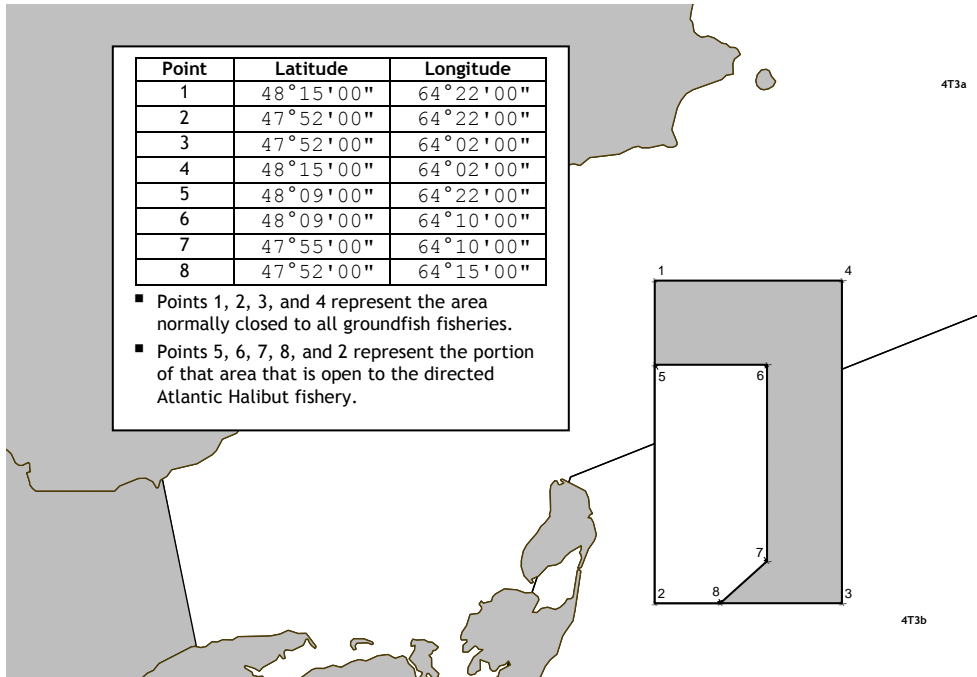 Point Latitude Longitude
1 48°15'00" 64°22'00"
2 47°52'00" 64°22'00"
3 47°52'00" 64°02'00"
4 48°15'00" 64°02'00"
5 48°09'00" 64°22'00"
6 48°09'00" 64°10'00"
7 47°55'00" 64°10'00"
8 47°52'00" 64°15'00"
▪ Points 1, 2, 3, and 4 represent the area
normally closed to all groundfish fisheries.
▪ Points 5, 6, 7, 8, and 2 represent the portion
of that area that is open to the directed
Atlantic Halibut fishery.
4T3a
1 4
5 6
7
2 8 3
4T3b